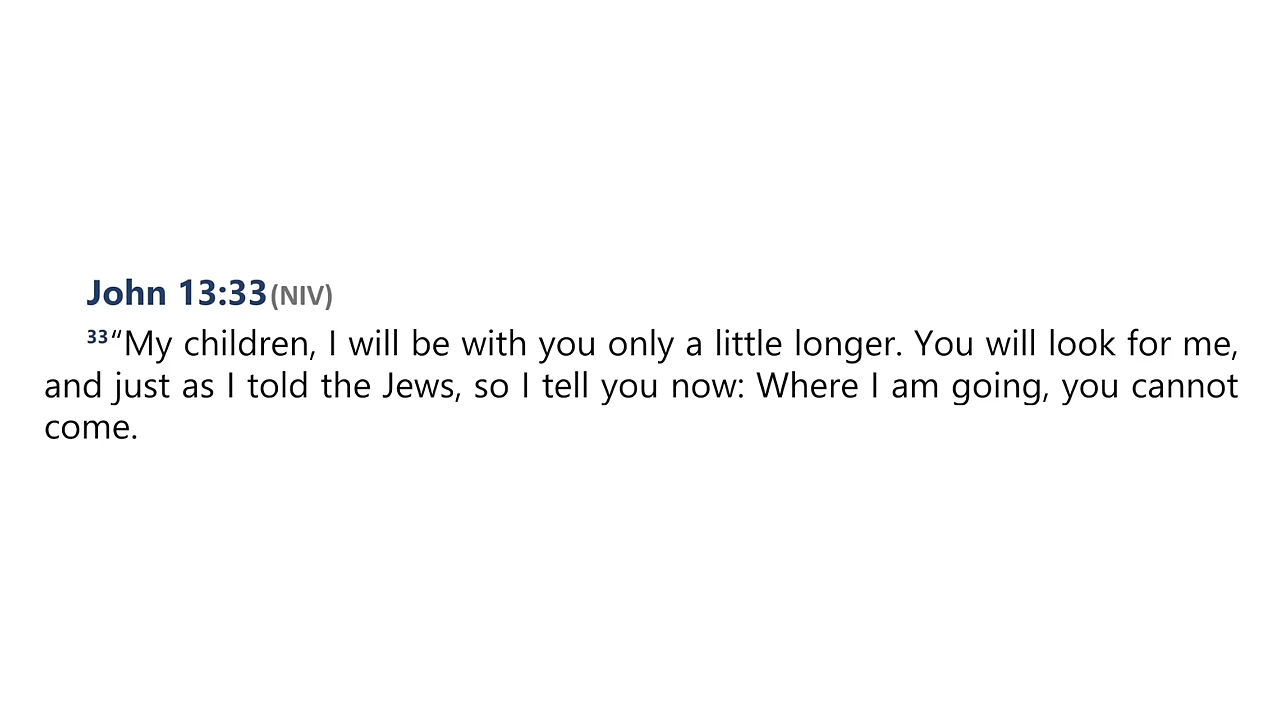 John 13:33(NIV)
33“My children, I will be with you only a little longer. You will look for me,
and just as I told the Jews, so I tell you now: Where I am going, you cannot
come.